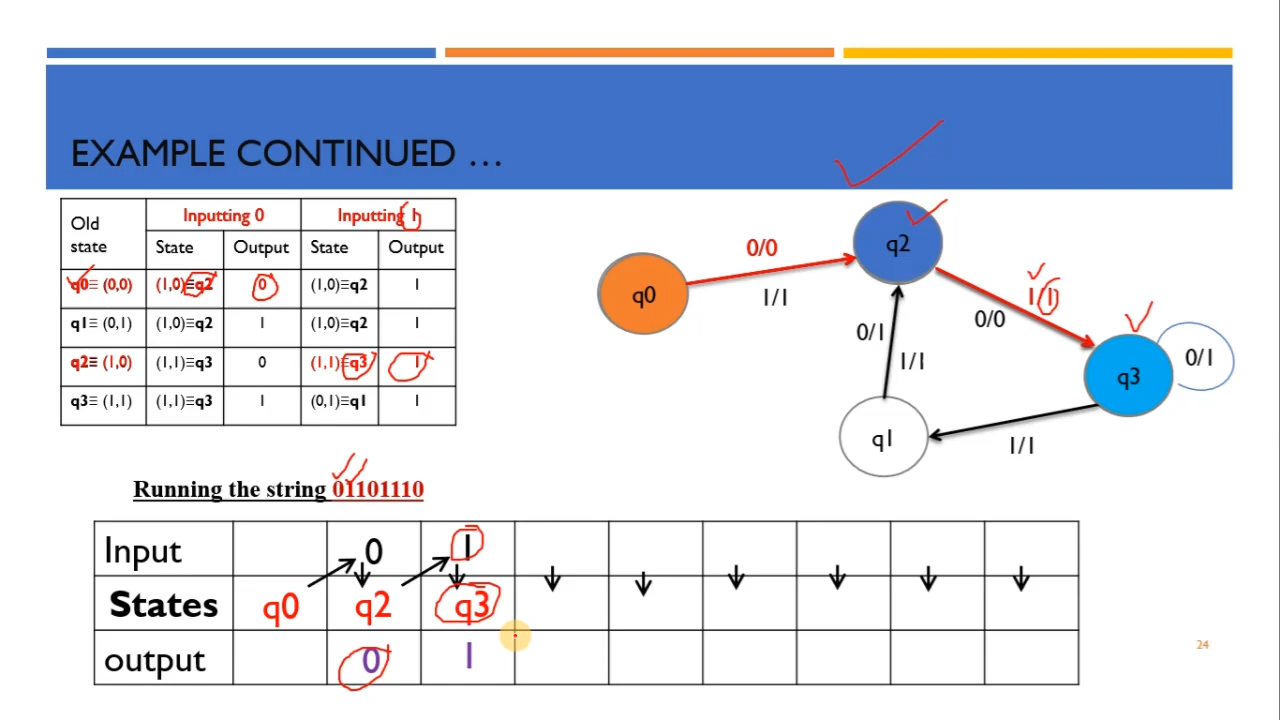 EXAMPLE CONTINUED ...
Old state Inputting 0 Inputting 1
State Output State Output
q0≡ (0,0) (1,0)≡q2 0 (1,0)≡q2 1
q1≡ (0,1) (1,0)≡q2 1 (1,0)≡q2 1
q2≡ (1,0) (1,1)≡q3 0 (1,1)≡q3 1
q3≡ (1,1) (1,1)≡q3 1 (0,1)≡q1 1
q0
0/0
1/1
q2
1/1
0/0
q3
0/1
0/1
1/1
q1
1/1
Running the string 01101110
Input 0 1
States q0 q2 q3
output 0 1
24